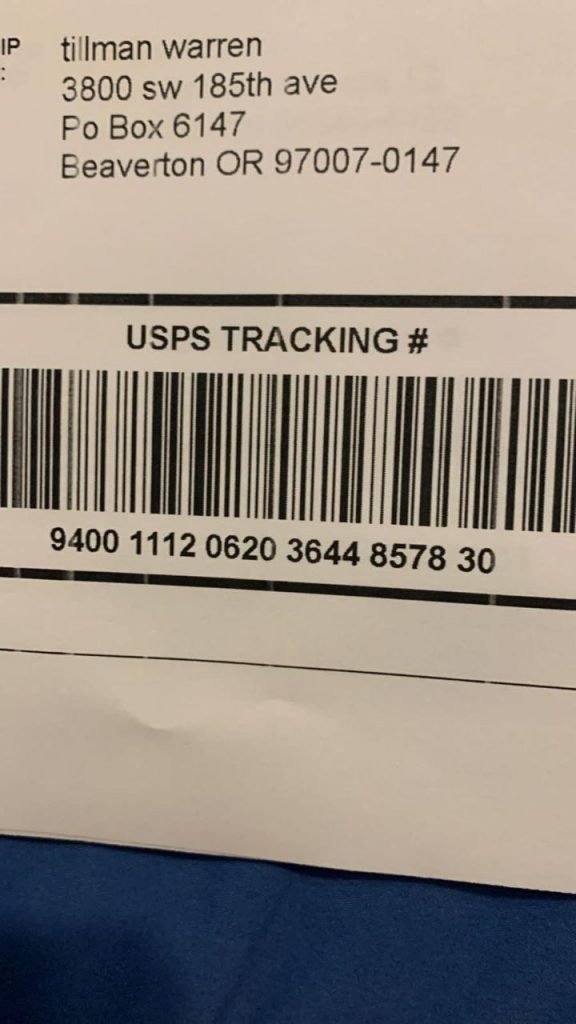 IP
:
tillman warren
3800 sw 185th ave
Po Box 6147
Beaverton OR 97007-0147
USPS TRACKING #
9400 1112 0620 3644 8578 30